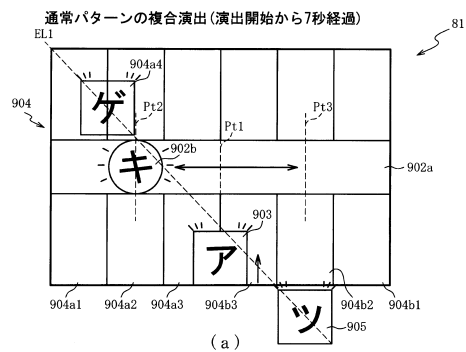 通常パターンの複合演出(演出開始から7秒経過)
EL1
81
904a4
904
ゲ
Pt2
Pt3
Pt1
キ
902b
902a
903
ア
904a1
904a2
904a3
904b3
904b2
904b1
ツ
905
(a)